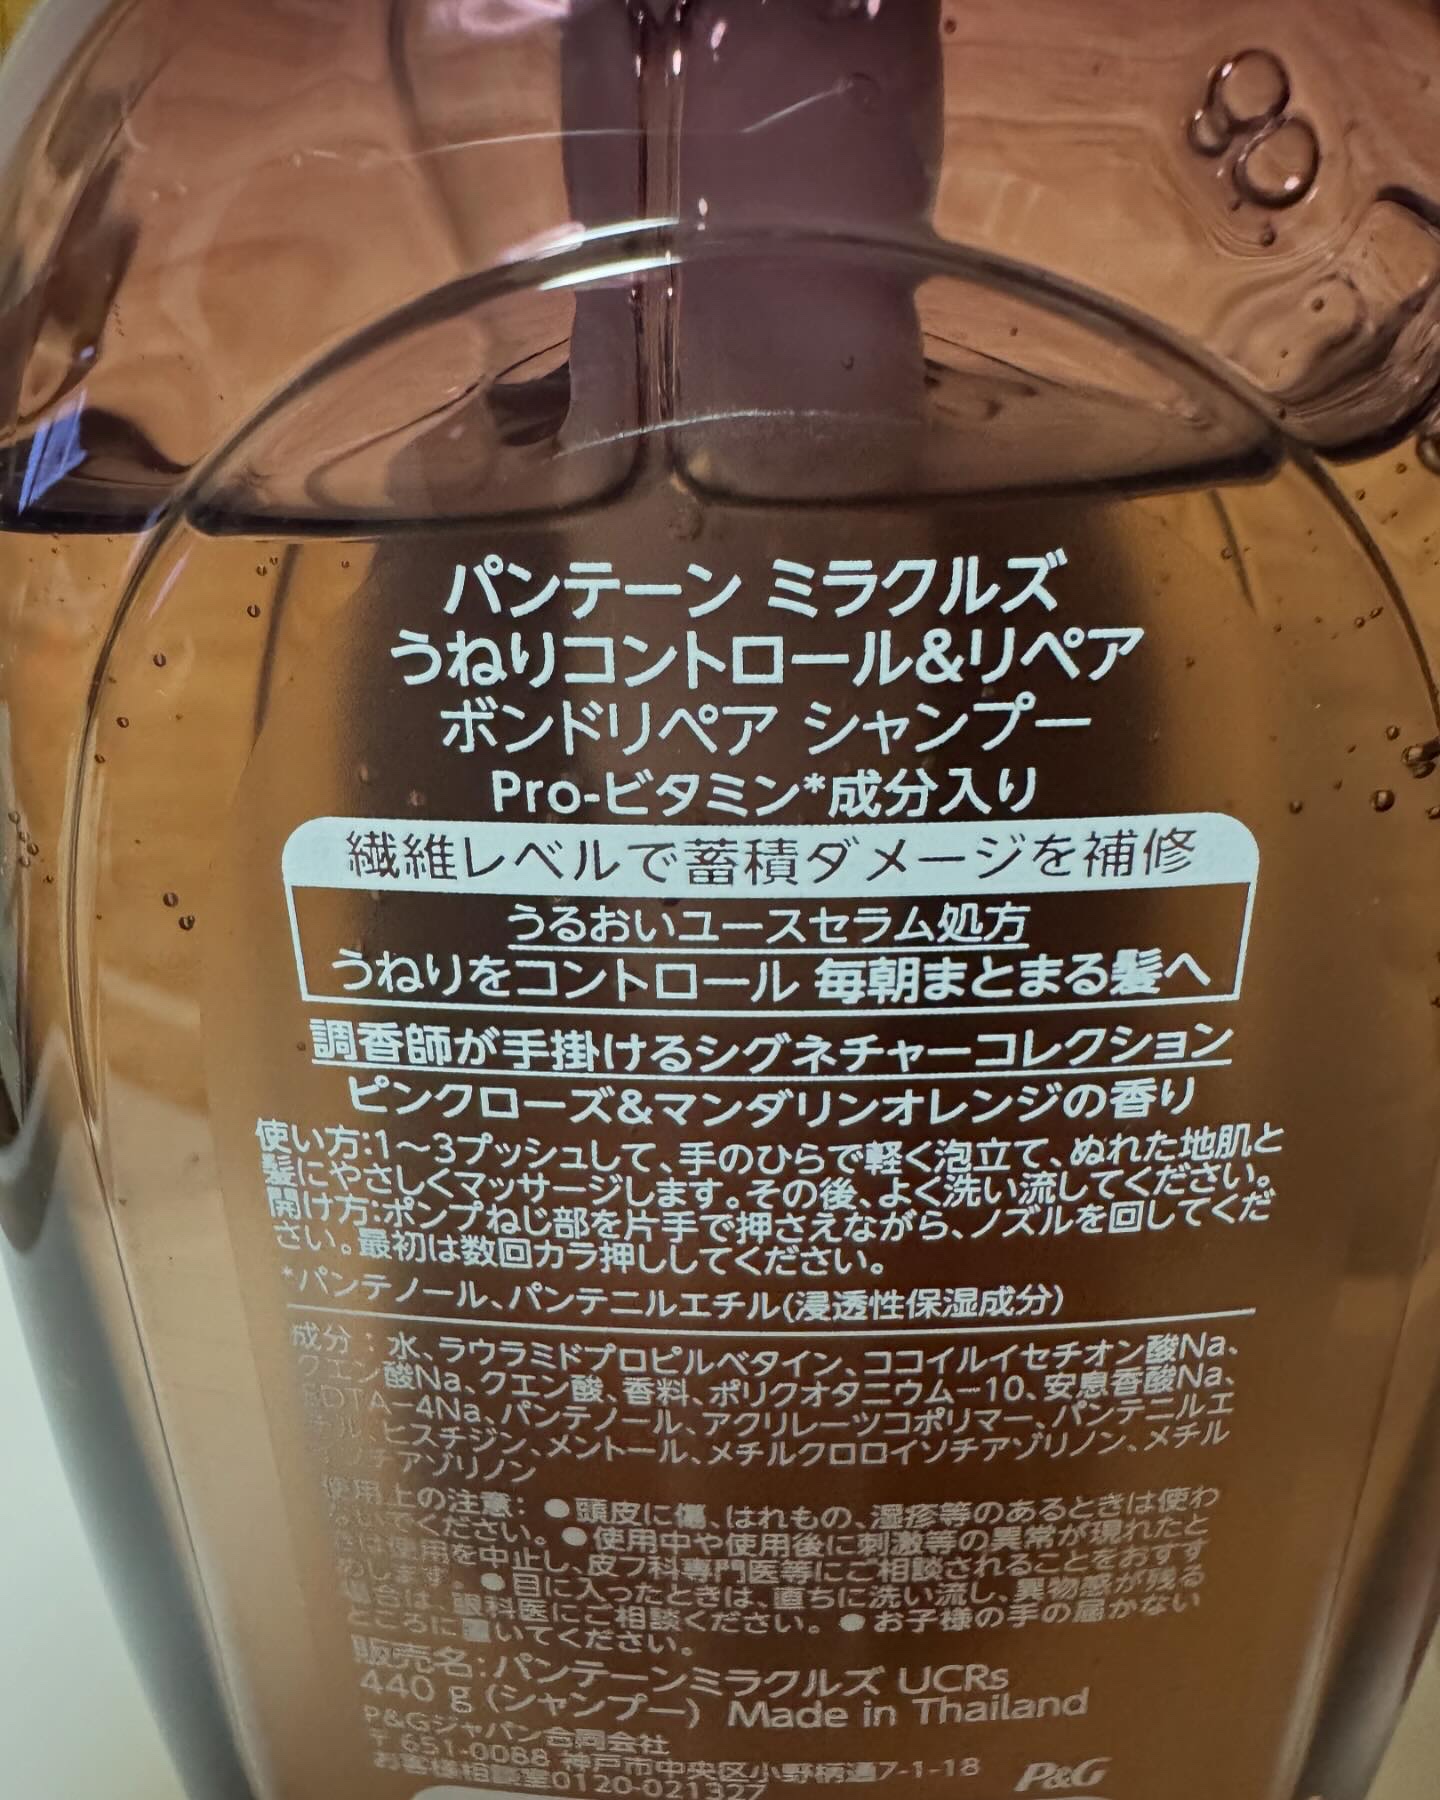 パンテーン ミラクルズ
うねりコントロール&リペア
ボンドリペア シャンプー
Pro-ビタミン*成分入り
繊維レベルで蓄積ダメージを補修
うるおいユースセラム処方
うねりをコントロール 毎朝まとまる髪へ
調香師が手掛けるシグネチャーコレクション
ピンクローズ&マンダリンオレンジの香り
使い方:1〜3プッシュして、手のひらで軽く泡立て、ぬれた地肌と
髪にやさしくマッサージします。その後、よく洗い流してください。
開け方:ポンプねじ部を片手で押さえながら、ノズルを回してくだ
さい。最初は数回カラ押ししてください。
*パンテノール、パンテニルエチル(浸透性保湿成分)
成分:水、ラウラミドプロピルベタイン、ココイルイセチオン酸Na、
クエン酸Na、クエン酸、香料、ポリクオタニウム-10、安息香酸Na、
EDTA-4Na、パンテノール、アクリレーツコポリマー、パンテニルエ
チル、ヒスチジン、メントール、メチルクロロイソチアゾリノン、メチル
イソチアゾリノン
使用上の注意: ●頭皮に傷、はれもの、湿疹等のあるときは使わ
ないでください。●使用中や使用後に刺激等の異常が現れたと
きは使用を中止し、皮フ科専門医等にご相談されることをおすす
めします。●目に入ったときは、直ちに洗い流し、異物感が残る
場合は、眼科医にご相談ください。●お子様の手の届かない
ところに置いてください。
販売名:パンテーンミラクルズ UCRs
440 g (シャンプー) Made in Thailand
P&Gジャパン合同会社
〒651-0088 神戸市中央区小野柄通7-1-18
お客様相談室0120-021327
P&G